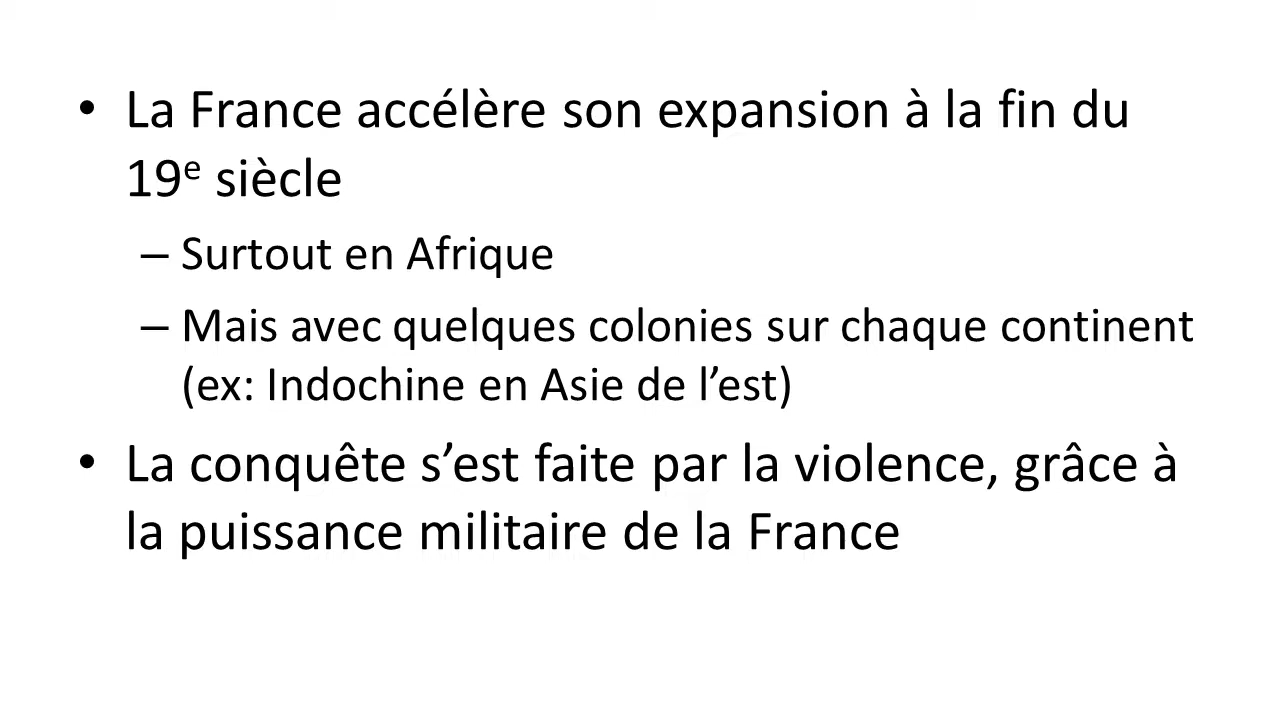 • La France accélère son expansion à la fin du
19e siècle
– Surtout en Afrique
– Mais avec quelques colonies sur chaque continent
(ex: Indochine en Asie de l’est)
• La conquête s’est faite par la violence, grâce à
la puissance militaire de la France